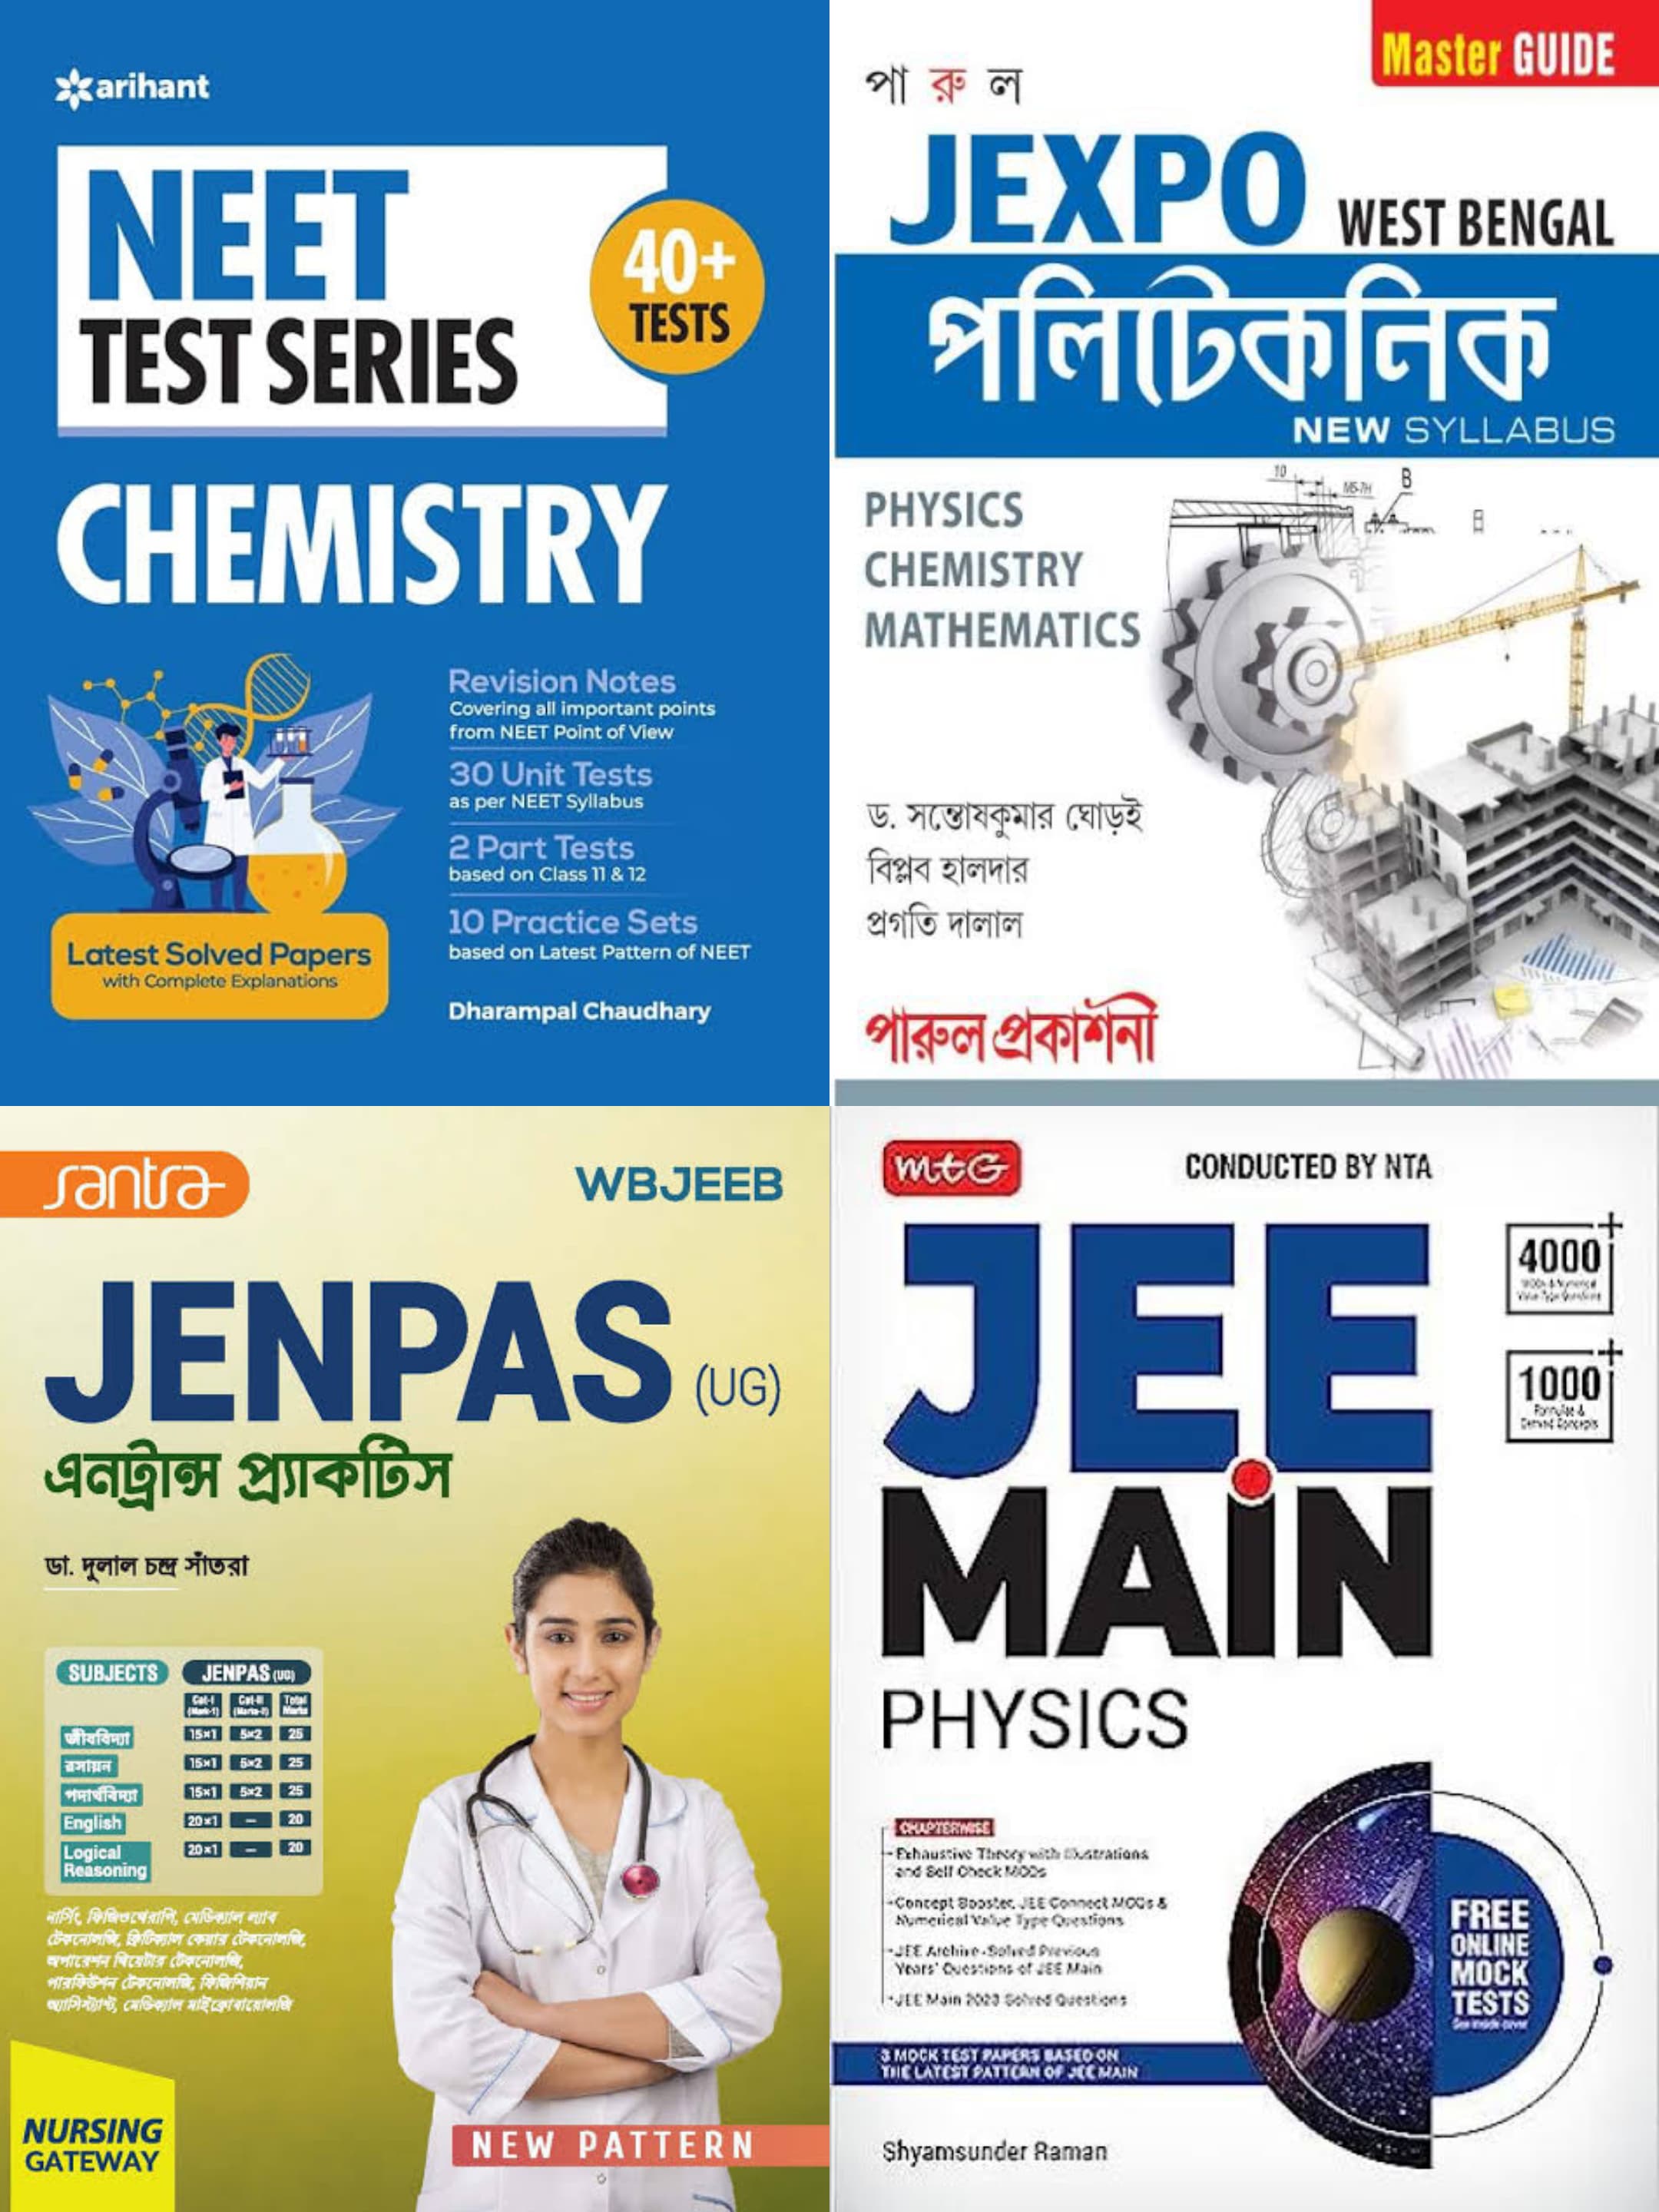 arihant
NEET
TEST SERIES
40+
TESTS
CHEMISTRY
Revision Notes
Covering all important points
from NEET Point of View
30 Unit Tests
as per NEET Syllabus
2 Part Tests
based on Class 11 & 12
10 Practice Sets
based on Latest Pattern of NEET
Latest Solved Papers
with Complete Explanations
Dharampal Chaudhary
Master GUIDE
পারুল
JEXPO WEST BENGAL
পলিটেকনিক
NEW SYLLABUS
PHYSICS
CHEMISTRY
MATHEMATICS
10
M5-7H
B
ড. সন্তোষকুমার ঘোড়ই
বিপ্লব হালদার
প্রগতি দালাল
পারুল প্রকাশনী
santra
WBJEEB
JENPAS (UG)
এনট্রান্স প্র্যাকটিস
ডা. দুলাল চন্দ্র সাঁতরা
SUBJECTS JENPAS (UG)
Cat-I Cat-II Total
(Mark-1) (Marks-2) Marks
জীববিদ্যা 15×1 5×2 25
রসায়ন 15×1 5×2 25
পদার্থবিদ্যা 15×1 5×2 25
English 20×1 – 20
Logical 20×1 – 20
Reasoning
নার্সিং, ফিজিওথেরাপি, মেডিক্যাল ল্যাব
টেকনোলজি, ক্রিটিক্যাল কেয়ার টেকনোলজি,
অপারেশন থিয়েটার টেকনোলজি,
পারফিউশন টেকনোলজি, ফিজিশিয়ান
অ্যাসিস্ট্যান্ট, মেডিক্যাল মাইক্রোবায়োলজি
NURSING
GATEWAY
NEW PATTERN
mtG
CONDUCTED BY NTA
JEE
MAIN
PHYSICS
4000+
MCQs & Numerical
Value Type Questions
1000+
Formulae &
Derived Concepts
CHAPTERWISE
Exhaustive Theory with Illustrations
and Self Check MCQs
Concept Booster, JEE Connect MCQs &
Numerical Value Type Questions
JEE Archive-Solved Previous
Years' Questions of JEE Main
JEE Main 2023 Solved Questions
3 MOCK TEST PAPERS BASED ON
THE LATEST PATTERN OF JEE MAIN
FREE
ONLINE
MOCK
TESTS
See inside cover
Shyamsunder Raman